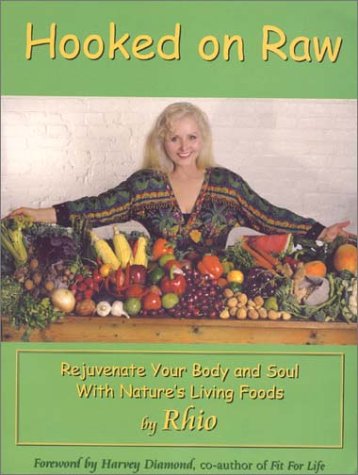 Hooked on Raw
Rejuvenate Your Body and Soul
With Nature's Living Foods
by Rhio
Foreword by Harvey Diamond, co-author of Fit For Life